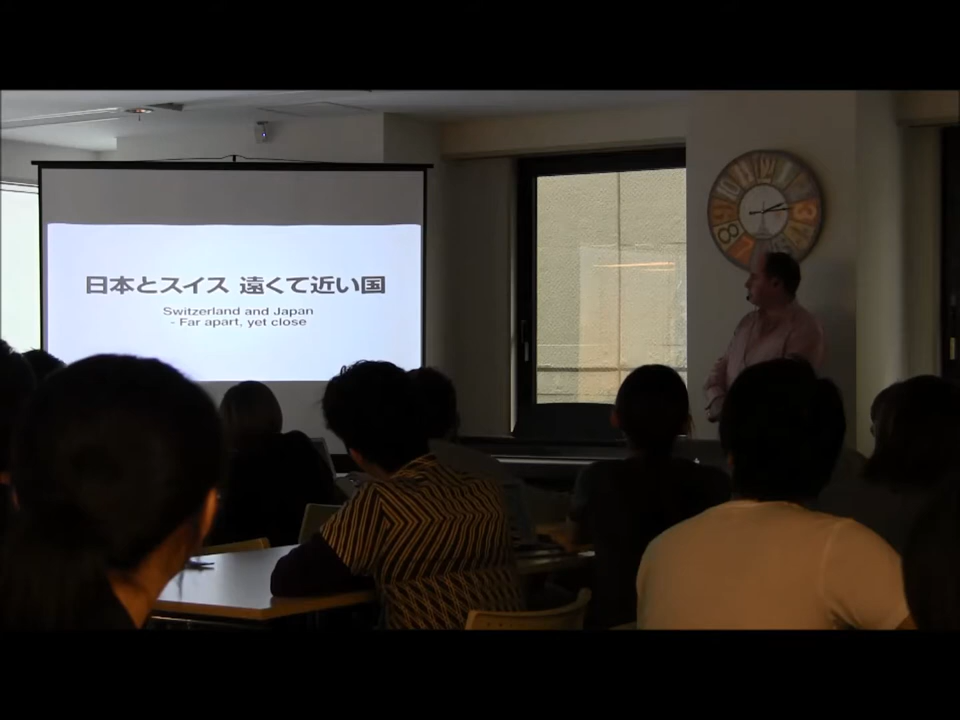 日本とスイス 遠くて近い国
Switzerland and Japan
- Far apart, yet close